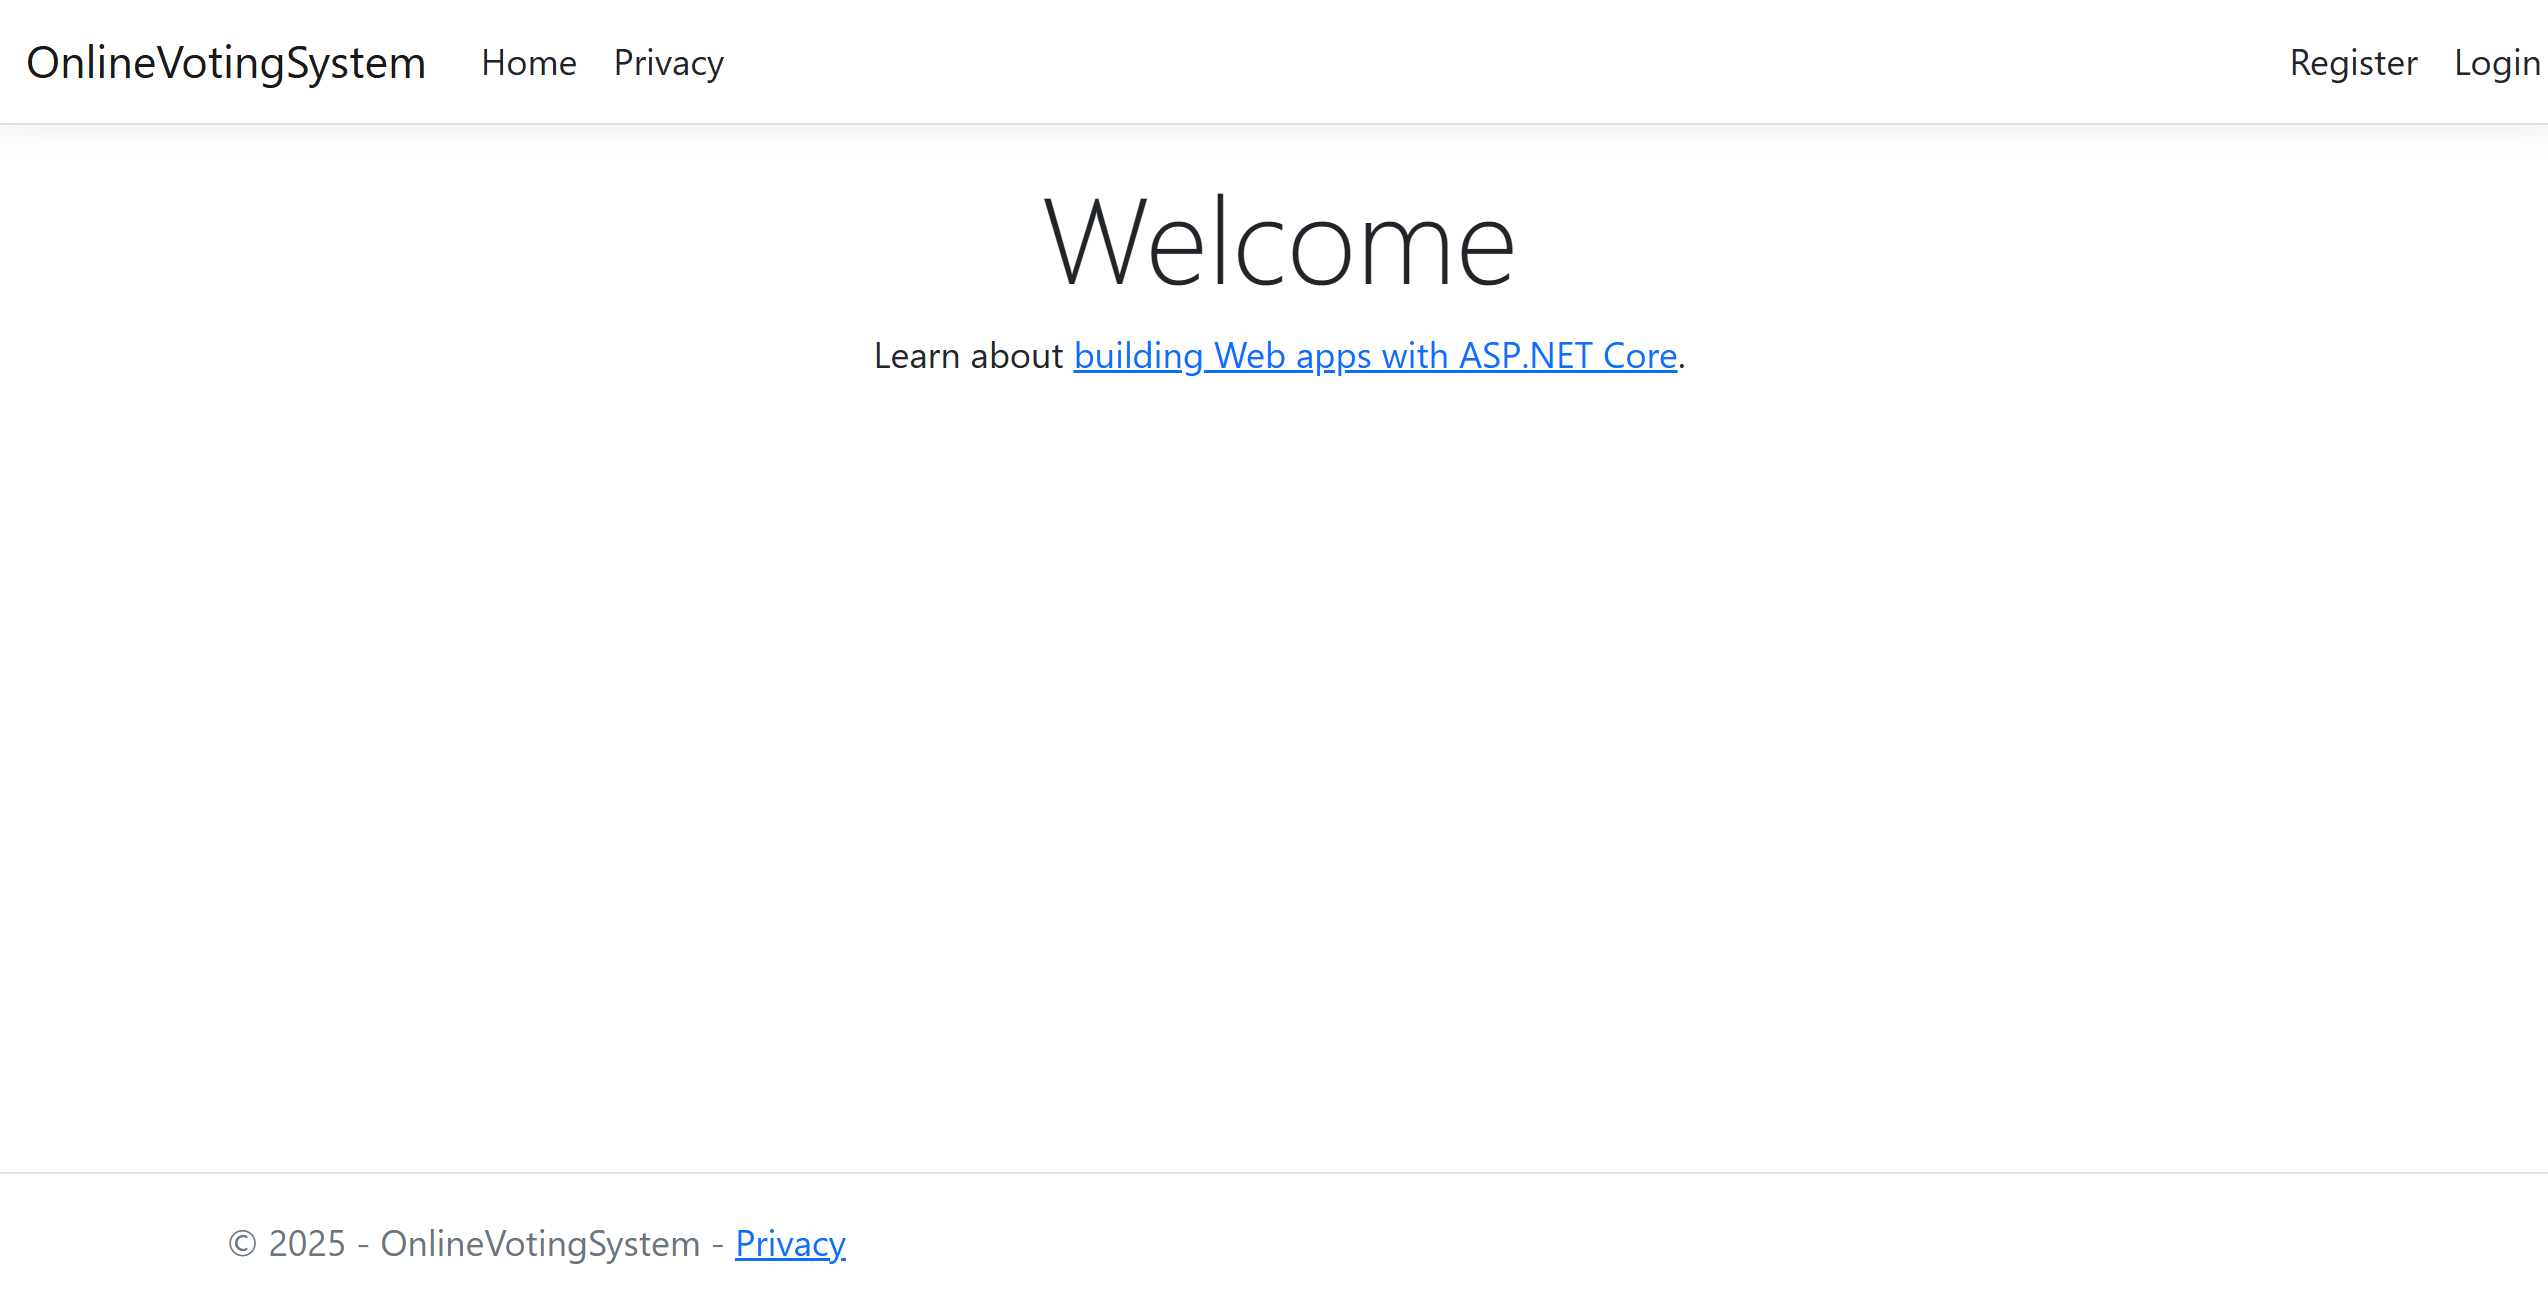 OnlineVotingSystem Home Privacy Register Login
Welcome
Learn about building Web apps with ASP.NET Core.
© 2025 - OnlineVotingSystem - Privacy